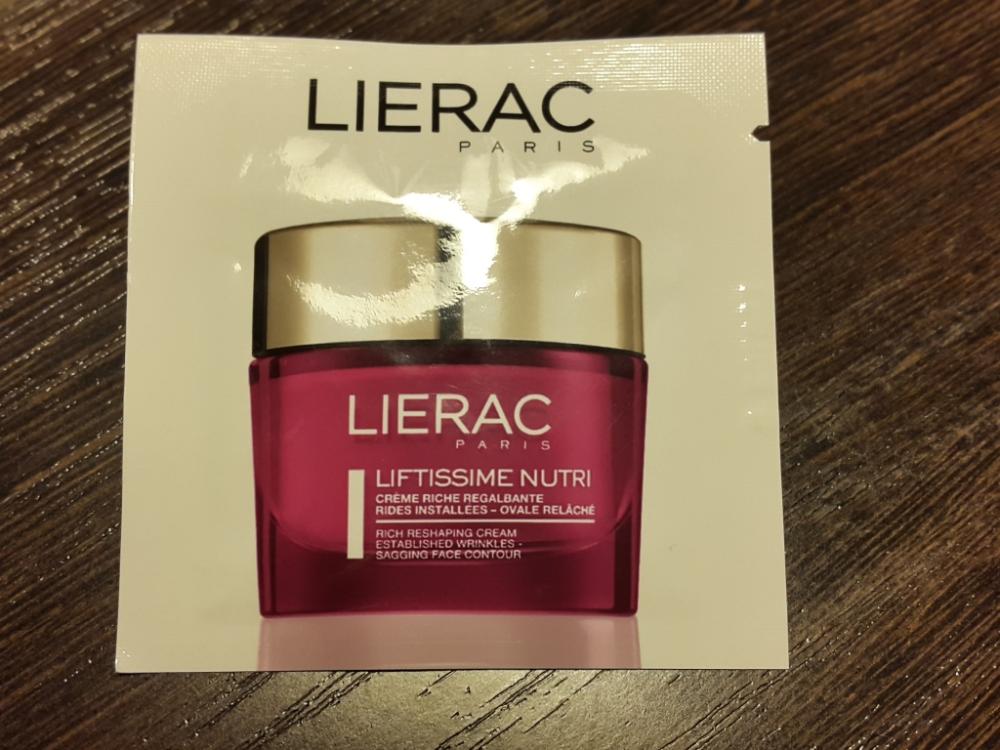 LIERAC
PARIS
LIERAC
PARIS
LIFTISSIME NUTRI
CRÈME RICHE REGALBANTE
RIDES INSTALLÉES – OVALE RELÂCHÉ
RICH RESHAPING CREAM
ESTABLISHED WRINKLES -
SAGGING FACE CONTOUR